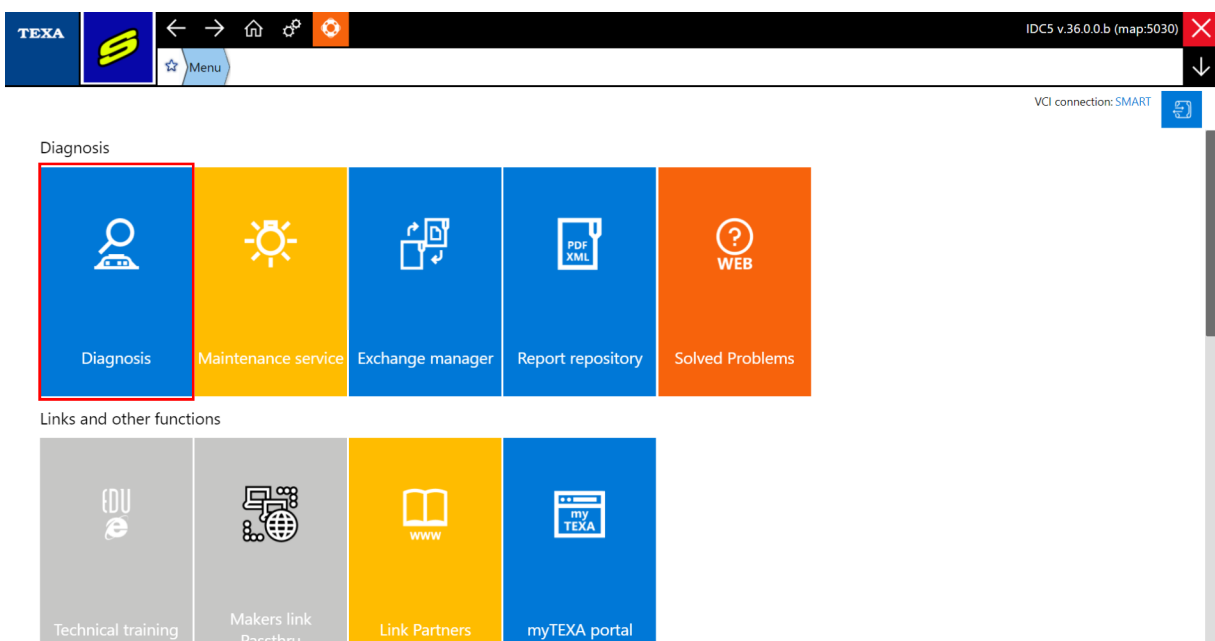 TEXA
IDC5 v.36.0.0.b (map:5030)
Menu
VCI connection: SMART
Diagnosis
PDF
XML
?
WEB
Diagnosis
Maintenance service
Exchange manager
Report repository
Solved Problems
Links and other functions
EDU
e
www
my
TEXA
Technical training
Makers link
Passthru
Link Partners
myTEXA portal